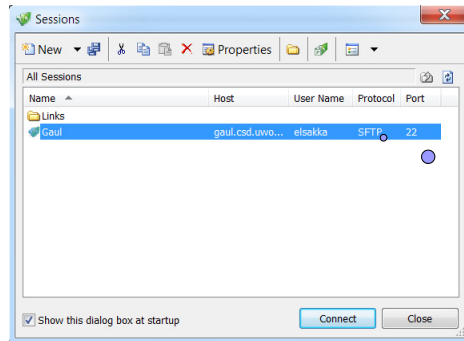 Sessions
New Properties
All Sessions
Name Host User Name Protocol Port
Links
Gaul gaul.csd.uwo... elsakka SFTP 22
Show this dialog box at startup Connect Close